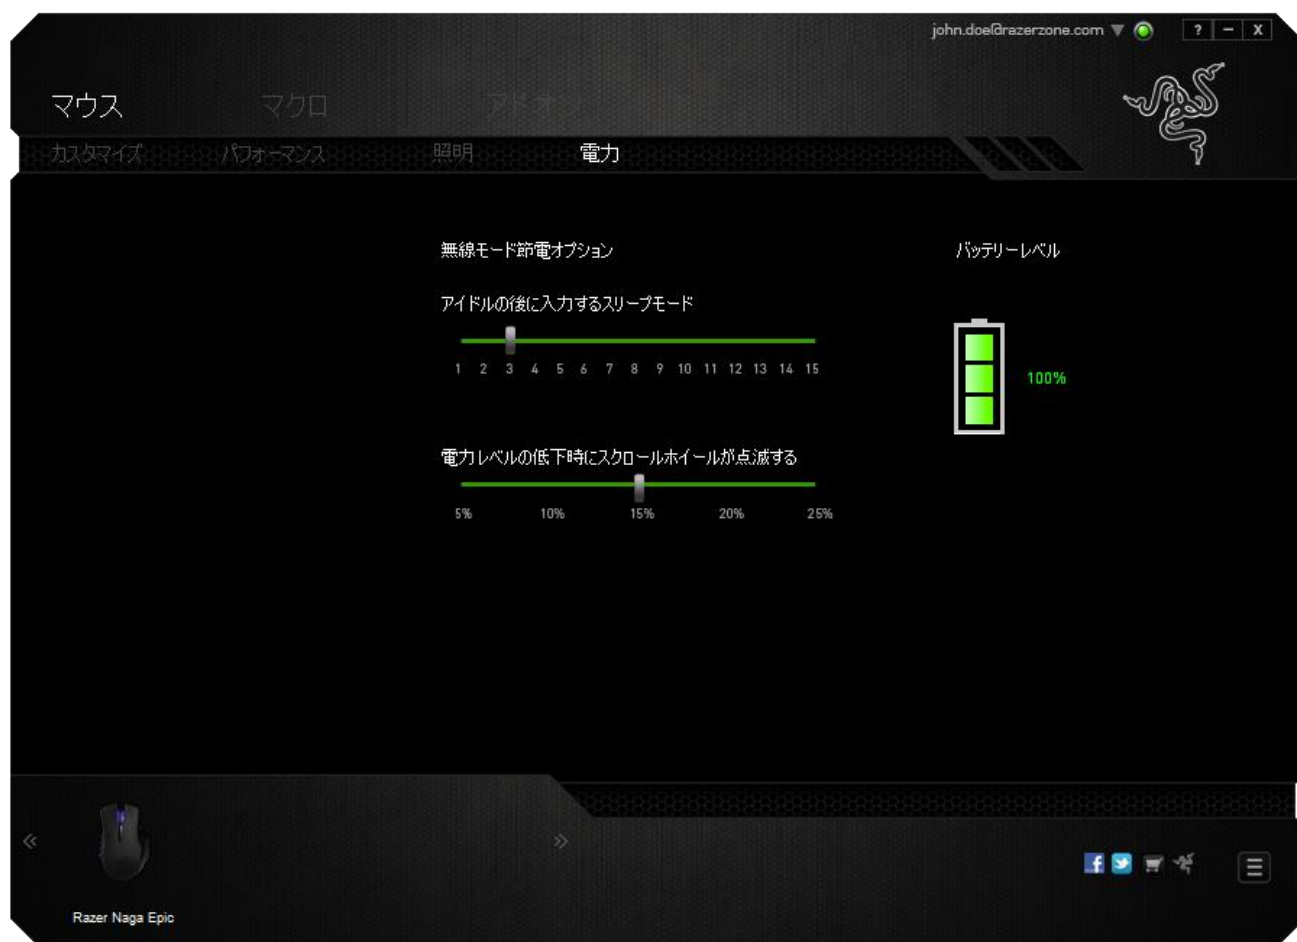 john.doe@razerzone.com
? – X
マウス マクロ アドオン
カスタマイズ パフォーマンス 照明 電力
無線モード節電オプション バッテリーレベル
アイドルの後に入力するスリープモード
1 2 3 4 5 6 7 8 9 10 11 12 13 14 15
100%
電力レベルの低下時にスクロールホイールが点滅する
5% 10% 15% 20% 25%
Razer Naga Epic